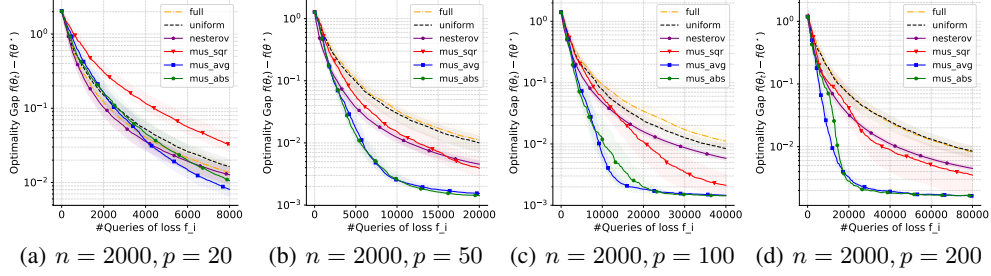 Optimality Gap f(θ_t) − f(θ*)
10^0
10^−1
10^−2
0 2000 4000 6000 8000
#Queries of loss f_i
full
uniform
nesterov
mus_sqr
mus_avg
mus_abs
(a) n = 2000, p = 20
Optimality Gap f(θ_t) − f(θ*)
10^0
10^−1
10^−2
10^−3
0 5000 10000 15000 20000
#Queries of loss f_i
full
uniform
nesterov
mus_sqr
mus_avg
mus_abs
(b) n = 2000, p = 50
Optimality Gap f(θ_t) − f(θ*)
10^0
10^−1
10^−2
10^−3
0 10000 20000 30000 40000
#Queries of loss f_i
full
uniform
nesterov
mus_sqr
mus_avg
mus_abs
(c) n = 2000, p = 100
Optimality Gap f(θ_t) − f(θ*)
10^0
10^−1
10^−2
0 20000 40000 60000 80000
#Queries of loss f_i
full
uniform
nesterov
mus_sqr
mus_avg
mus_abs
(d) n = 2000, p = 200